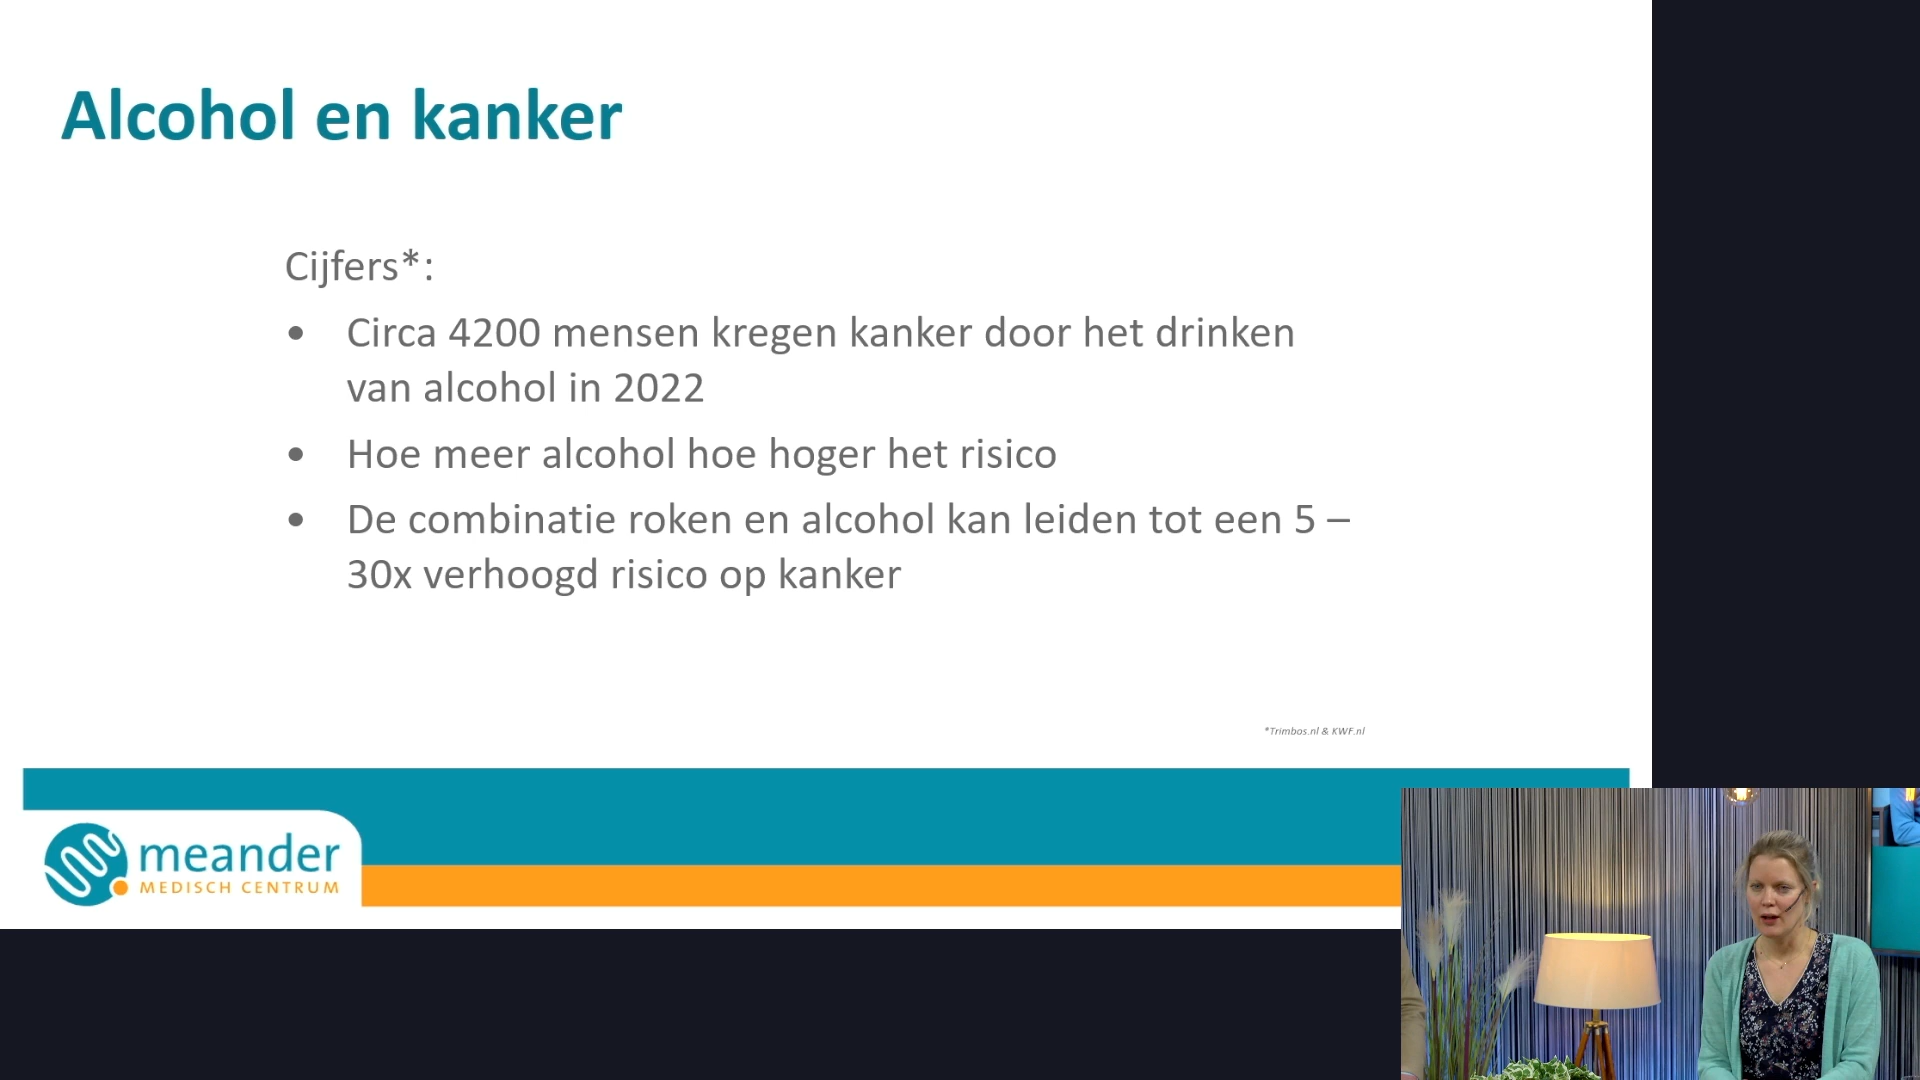 Alcohol en kanker
Cijfers*:
• Circa 4200 mensen kregen kanker door het drinken
van alcohol in 2022
• Hoe meer alcohol hoe hoger het risico
• De combinatie roken en alcohol kan leiden tot een 5 –
30x verhoogd risico op kanker
*Trimbos.nl & KWF.nl
meander
MEDISCH CENTRUM